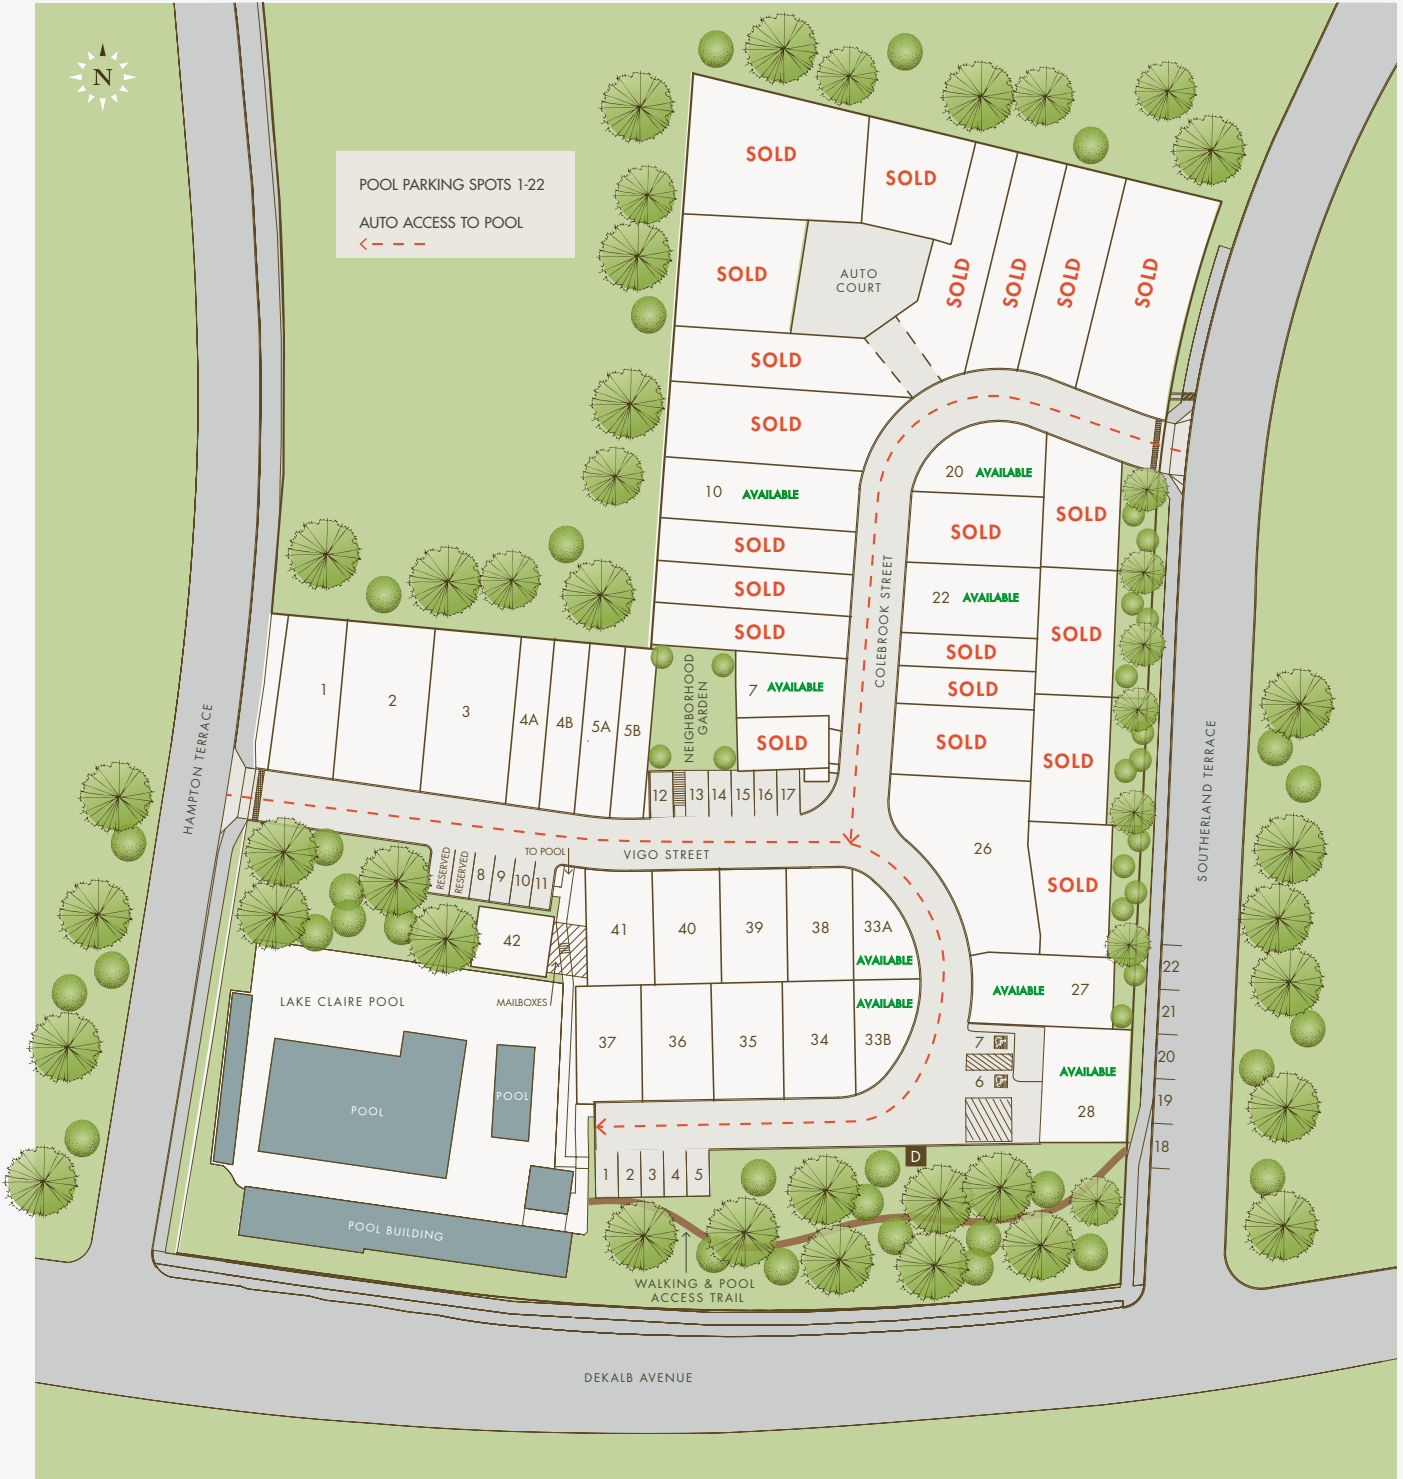 N
POOL PARKING SPOTS 1-22
AUTO ACCESS TO POOL
SOLD
SOLD
SOLD
AUTO
COURT
SOLD
SOLD
SOLD
SOLD
SOLD
SOLD
10 AVAILABLE
SOLD
SOLD
SOLD
20 AVAILABLE
SOLD
SOLD
22 AVAILABLE
SOLD
SOLD
SOLD
SOLD
SOLD
SOLD
COLEBROOK STREET
NEIGHBORHOOD
GARDEN
7 AVAILABLE
SOLD
1
2
3
4A
4B
5A
5B
HAMPTON TERRACE
SOUTHERLAND TERRACE
12
13
14
15
16
17
VIGO STREET
TO POOL
RESERVED
RESERVED
8
9
10
11
26
SOLD
42
41
40
39
38
33A
AVAILABLE
MAILBOXES
LAKE CLAIRE POOL
37
36
35
34
AVAILABLE
33B
AVAIABLE 27
22
21
20
19
18
7
6
AVAILABLE
28
POOL
POOL
POOL BUILDING
1
2
3
4
5
D
WALKING & POOL
ACCESS TRAIL
DEKALB AVENUE